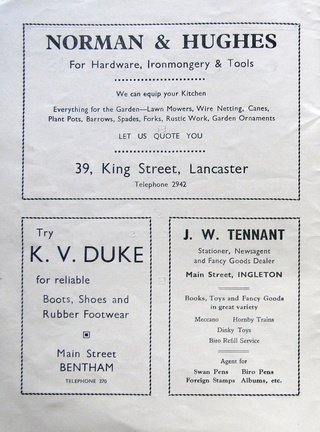 NORMAN & HUGHES
For Hardware, Ironmongery & Tools
We can equip your Kitchen
Everything for the Garden—Lawn Mowers, Wire Netting, Canes,
Plant Pots, Barrows, Spades, Forks, Rustic Work, Garden Ornaments
LET US QUOTE YOU
39, King Street, Lancaster
Telephone 2942
Try
K. V. DUKE
for reliable
Boots, Shoes and
Rubber Footwear
Main Street
BENTHAM
TELEPHONE 270
J. W. TENNANT
Stationer, Newsagent
and Fancy Goods Dealer
Main Street, INGLETON
Books, Toys and Fancy Goods
in great variety
Meccano Hornby Trains
Dinky Toys
Biro Refill Service
Agent for
Swan Pens Biro Pens
Foreign Stamps Albums, etc.